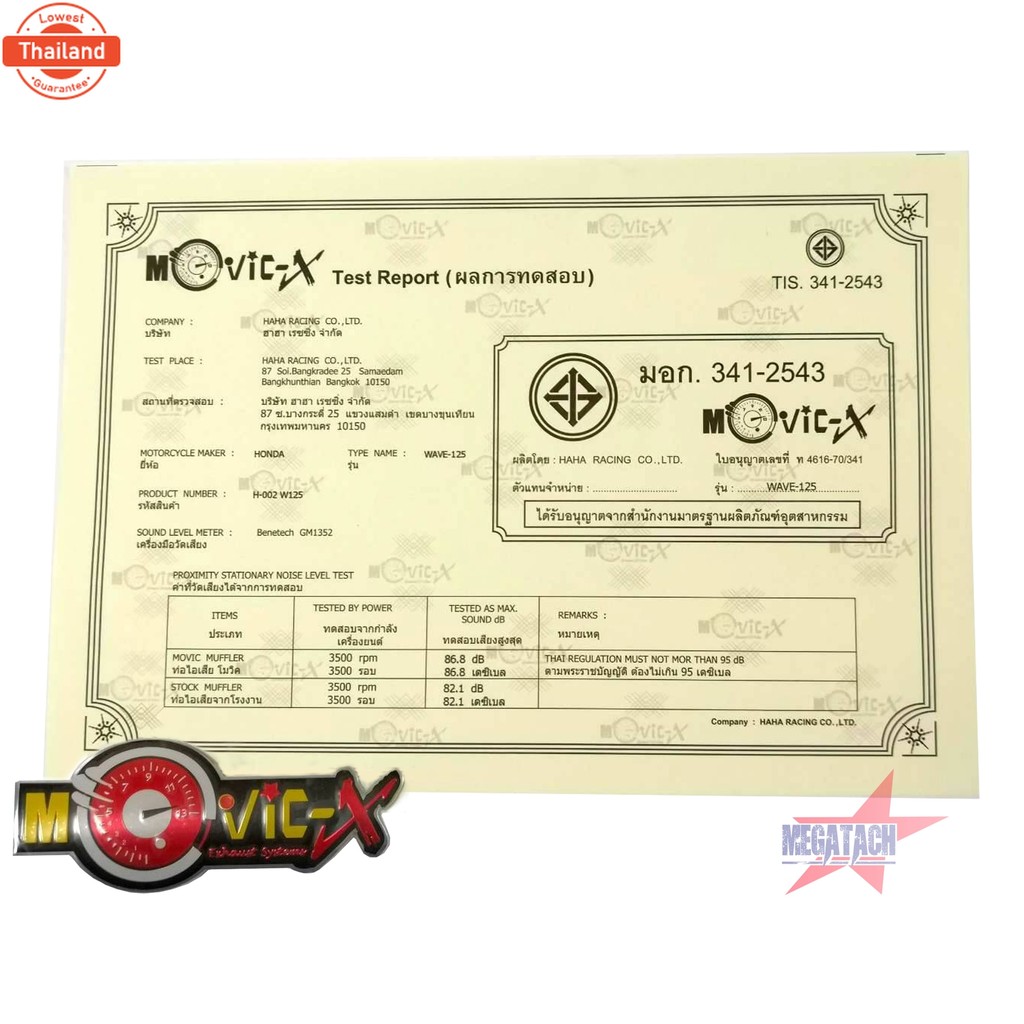 Lowest
Thailand
Guarantee
MOVIC-X Test Report (ผลการทดสอบ)
TIS. 341-2543
COMPANY : HAHA RACING CO.,LTD.
บริษัท ฮาฮา เรซซิ่ง จำกัด
TEST PLACE : HAHA RACING CO.,LTD.
87 Soi.Bangkradee 25 Samaedam
Bangkhunthian Bangkok 10150
สถานที่ตรวจสอบ : บริษัท ฮาฮา เรซซิ่ง จำกัด
87 ซ.บางกระดี่ 25 แขวงแสมดำ เขตบางขุนเทียน
กรุงเทพมหานคร 10150
MOTORCYCLE MAKER : HONDA TYPE NAME : WAVE-125
ยี่ห้อ รุ่น
PRODUCT NUMBER : H-002 W125
รหัสสินค้า
SOUND LEVEL METER : Benetech GM1352
เครื่องมือวัดเสียง
มอก. 341-2543
MOVIC-X
ผลิตโดย : HAHA RACING CO.,LTD. ใบอนุญาตเลขที่ ท 4616-70/341
ตัวแทนจำหน่าย : ........................... รุ่น : .........WAVE-125..............
ได้รับอนุญาตจากสำนักงานมาตรฐานผลิตภัณฑ์อุตสาหกรรม
PROXIMITY STATIONARY NOISE LEVEL TEST
ค่าที่วัดเสียงได้จากการทดสอบ
ITEMS TESTED BY POWER TESTED AS MAX. SOUND dB REMARKS :
ประเภท ทดสอบจากกำลังเครื่องยนต์ ทดสอบเสียงสูงสุด หมายเหตุ
MOVIC MUFFLER 3500 rpm 86.8 dB THAI REGULATION MUST NOT MOR THAN 95 dB
ท่อไอเสีย โมวิค 3500 รอบ 86.8 เดซิเบล ตามพระราชบัญญัติ ต้องไม่เกิน 95 เดซิเบล
STOCK MUFFLER 3500 rpm 82.1 dB
ท่อไอเสียจากโรงงาน 3500 รอบ 82.1 เดซิเบล
Company : HAHA RACING CO.,LTD.
MOVIC-X
Exhaust Systems
MEGATACH